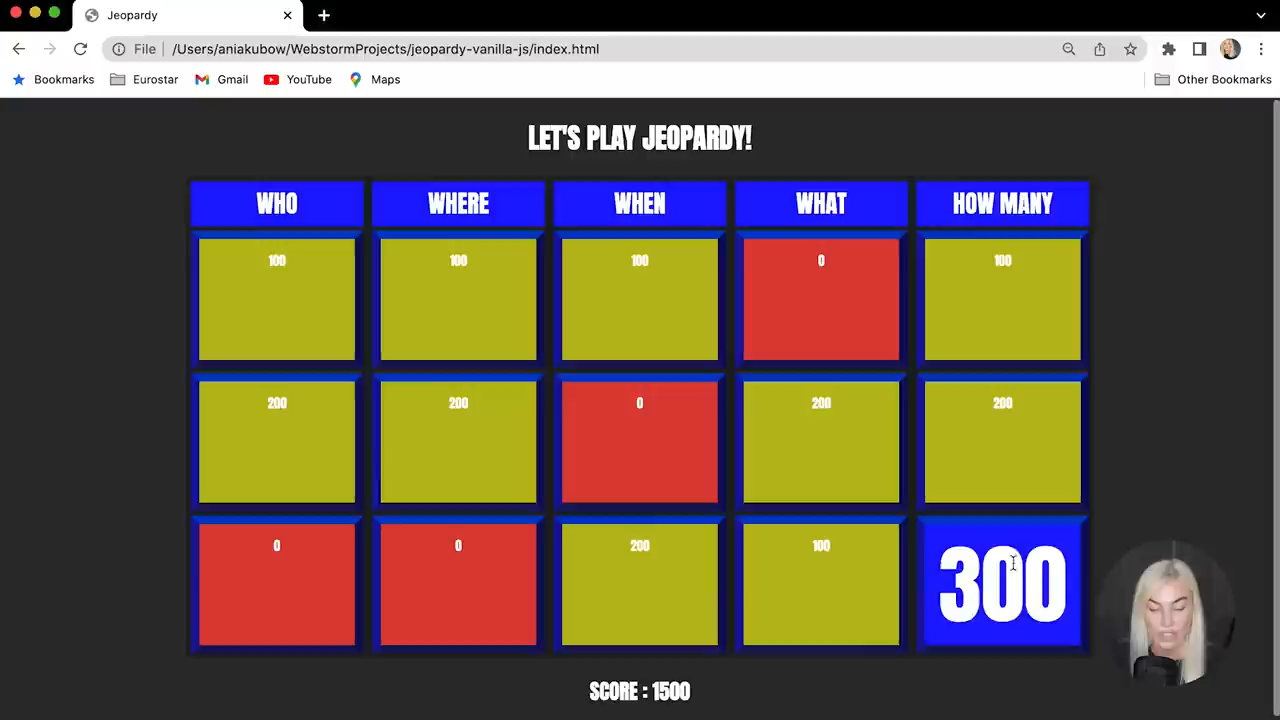 Jeopardy
File /Users/aniakubow/WebstormProjects/jeopardy-vanilla-js/index.html
Bookmarks Eurostar Gmail YouTube Maps Other Bookmarks
LET'S PLAY JEOPARDY!
WHO WHERE WHEN WHAT HOW MANY
100 100 100 0 100
200 200 0 200 200
0 0 200 100 300
SCORE : 1500